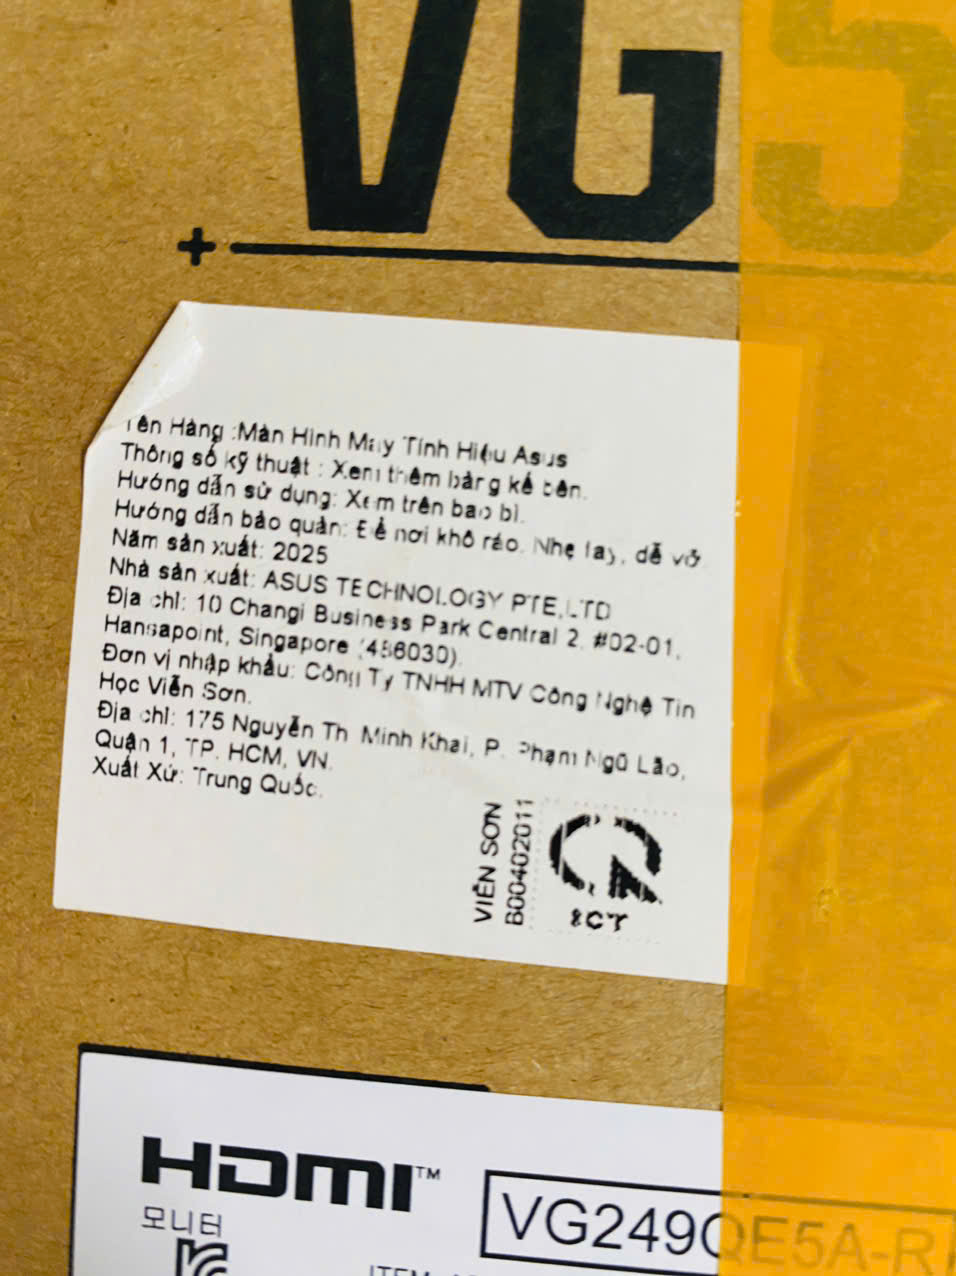 VG5
Tên Hàng :Màn Hình Máy Tính Hiệu Asus
Thông số kỹ thuật : Xem thêm bảng kê bên.
Hướng dẫn sử dụng: Xem trên bao bì.
Hướng dẫn bảo quản: Để nơi khô ráo. Nhẹ tay, dễ vỡ
Năm sản xuất: 2025
Nhà sản xuất: ASUS TECHNOLOGY PTE,LTD
Địa chỉ: 10 Changi Business Park Central 2, #02-01,
Hansapoint, Singapore (486030).
Đơn vị nhập khẩu: Công Ty TNHH MTV Công Nghệ Tin
Học Viễn Sơn.
Địa chỉ: 175 Nguyễn Thị Minh Khai, P. Phạm Ngũ Lão,
Quận 1, TP. HCM, VN.
Xuất Xứ: Trung Quốc.
VIỄN SƠN
B00402011
ICT
HDMI™
모니터
VG249QE5A-R
ITEM